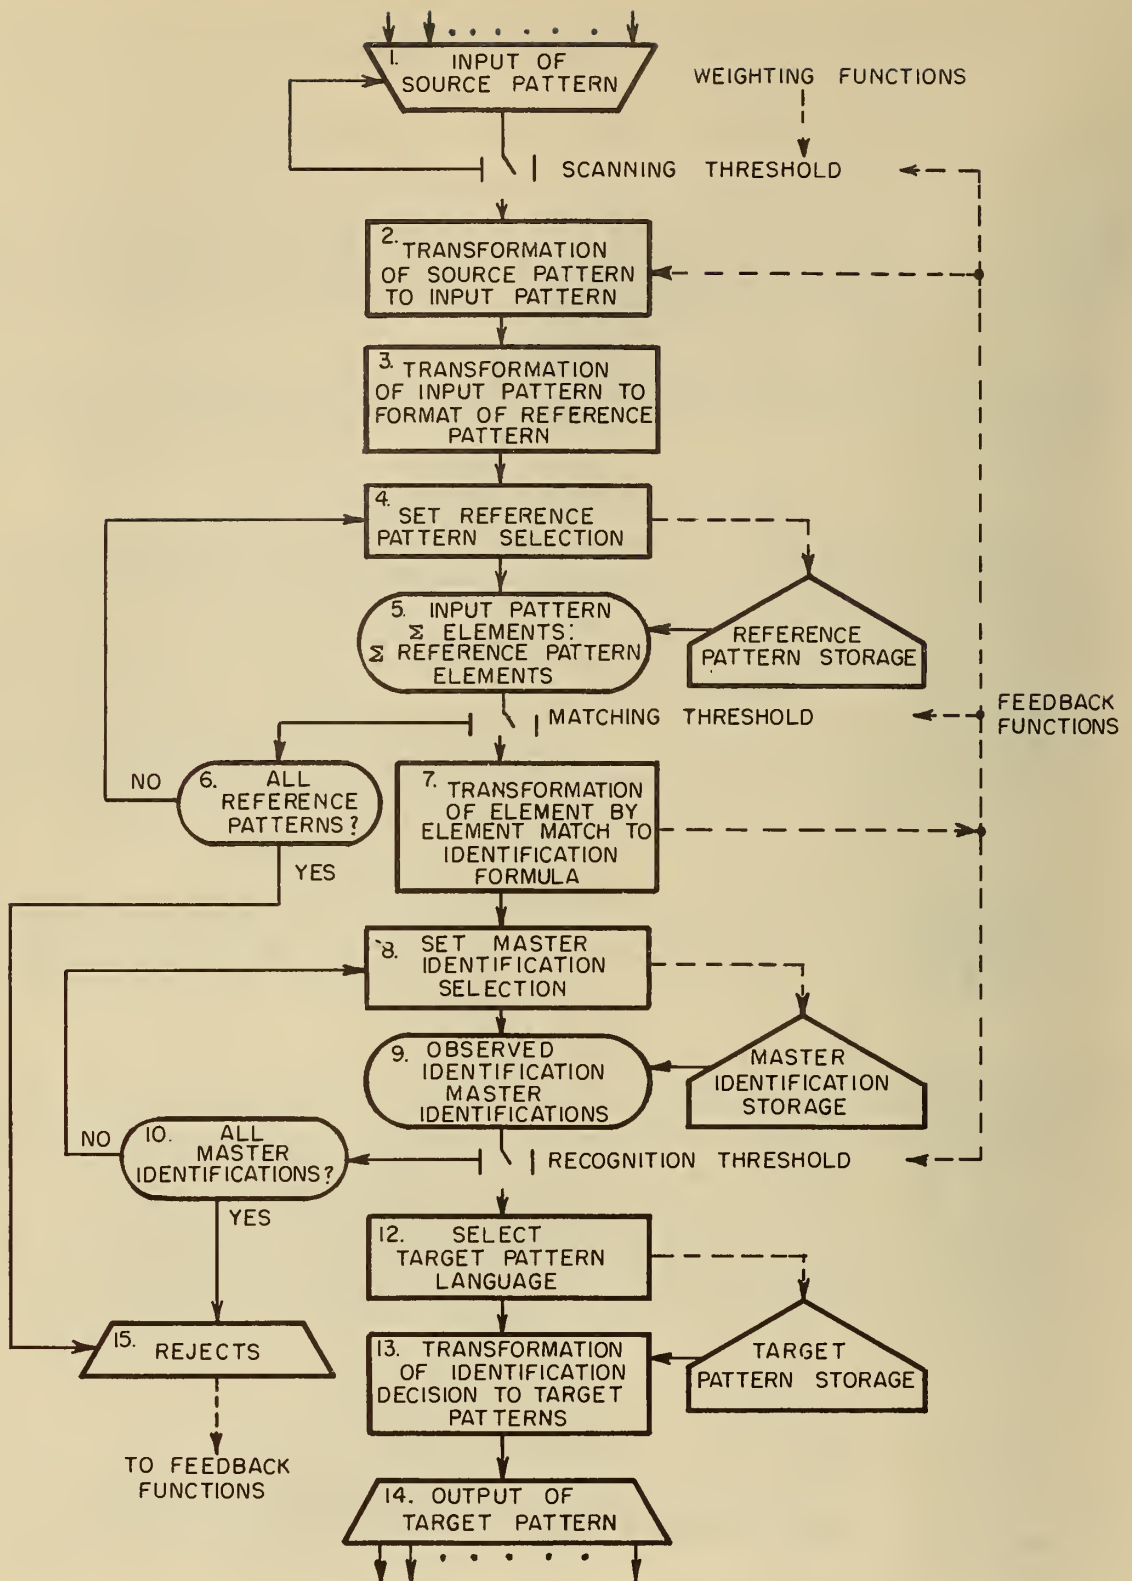 1. INPUT OF
SOURCE PATTERN
WEIGHTING FUNCTIONS
SCANNING THRESHOLD
2. TRANSFORMATION
OF SOURCE PATTERN
TO INPUT PATTERN
3. TRANSFORMATION
OF INPUT PATTERN TO
FORMAT OF REFERENCE
PATTERN
4. SET REFERENCE
PATTERN SELECTION
5. INPUT PATTERN
Σ ELEMENTS:
Σ REFERENCE PATTERN
ELEMENTS
REFERENCE
PATTERN STORAGE
MATCHING THRESHOLD
FEEDBACK
FUNCTIONS
NO
6. ALL
REFERENCE
PATTERNS?
YES
7. TRANSFORMATION
OF ELEMENT BY
ELEMENT MATCH TO
IDENTIFICATION
FORMULA
8. SET MASTER
IDENTIFICATION
SELECTION
9. OBSERVED
IDENTIFICATION
MASTER
IDENTIFICATIONS
MASTER
IDENTIFICATION
STORAGE
NO
10. ALL
MASTER
IDENTIFICATIONS?
YES
RECOGNITION THRESHOLD
12. SELECT
TARGET PATTERN
LANGUAGE
15. REJECTS
13. TRANSFORMATION
OF IDENTIFICATION
DECISION TO TARGET
PATTERNS
TARGET
PATTERN STORAGE
TO FEEDBACK
FUNCTIONS
14. OUTPUT OF
TARGET PATTERN